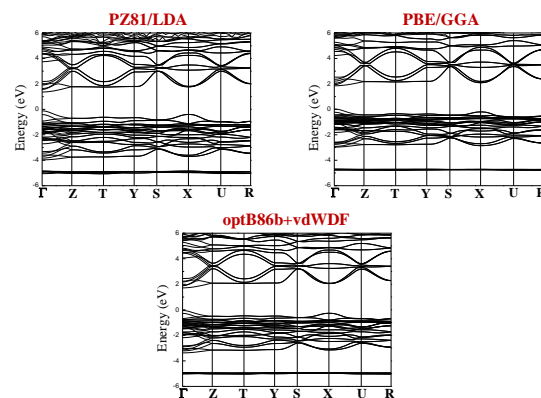 PZ81/LDA
Energy (eV)
6
4
2
0
-2
-4
-6
Γ Z T Y S X U R
PBE/GGA
Energy (eV)
6
4
2
0
-2
-4
-6
Γ Z T Y S X U R
optB86b+vdWDF
Energy (eV)
6
4
2
0
-2
-4
-6
Γ Z T Y S X U R